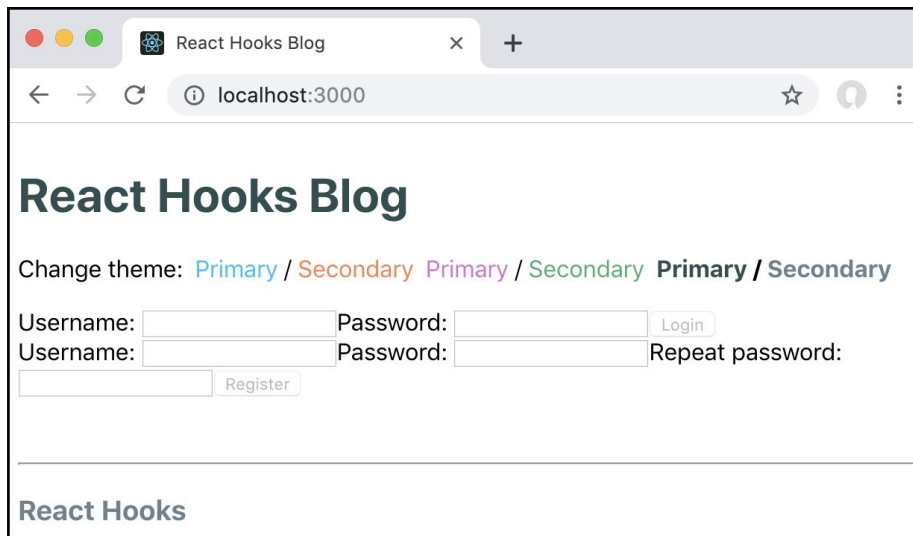 React Hooks Blog
localhost:3000
React Hooks Blog
Change theme: Primary / Secondary Primary / Secondary Primary / Secondary
Username: Password: Login
Username: Password: Repeat password:
Register
React Hooks